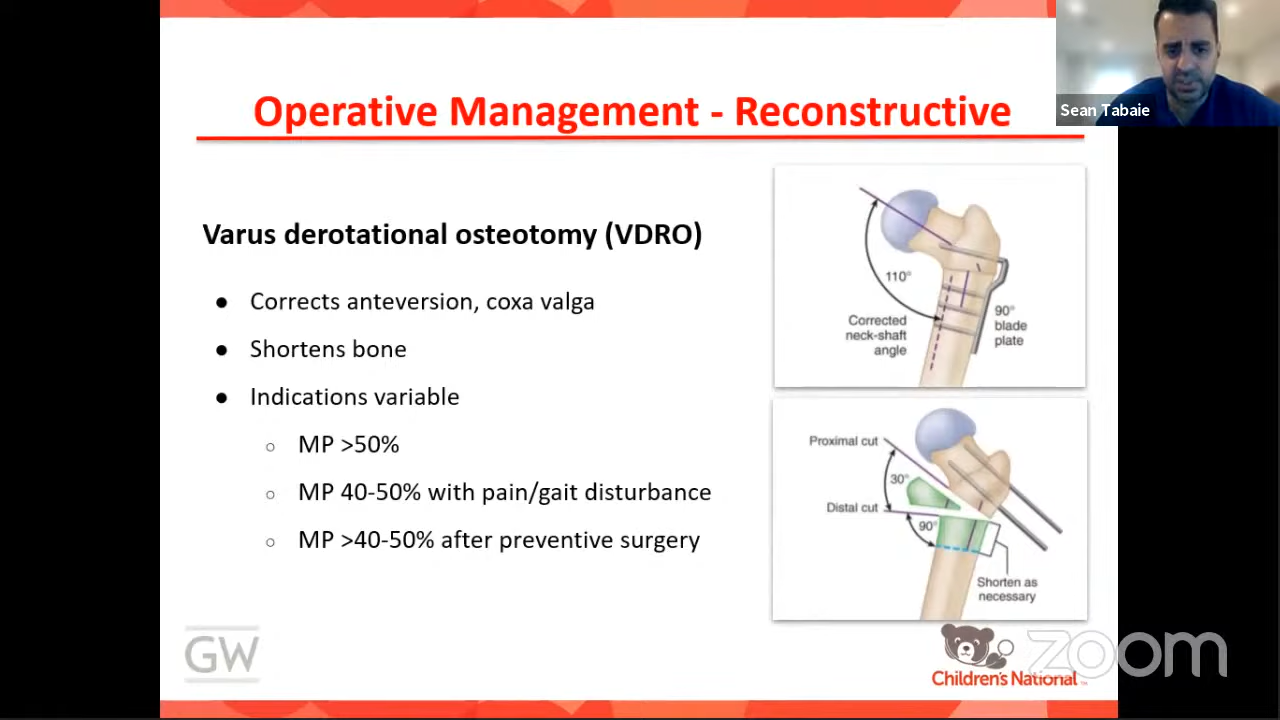 Operative Management - Reconstructive
Sean Tabaie
Varus derotational osteotomy (VDRO)
● Corrects anteversion, coxa valga
● Shortens bone
● Indications variable
○ MP >50%
○ MP 40-50% with pain/gait disturbance
○ MP >40-50% after preventive surgery
110°
Corrected
neck-shaft
angle
90°
blade
plate
Proximal cut
30°
Distal cut
90°
Shorten as
necessary
GW
Children's National™
zoom